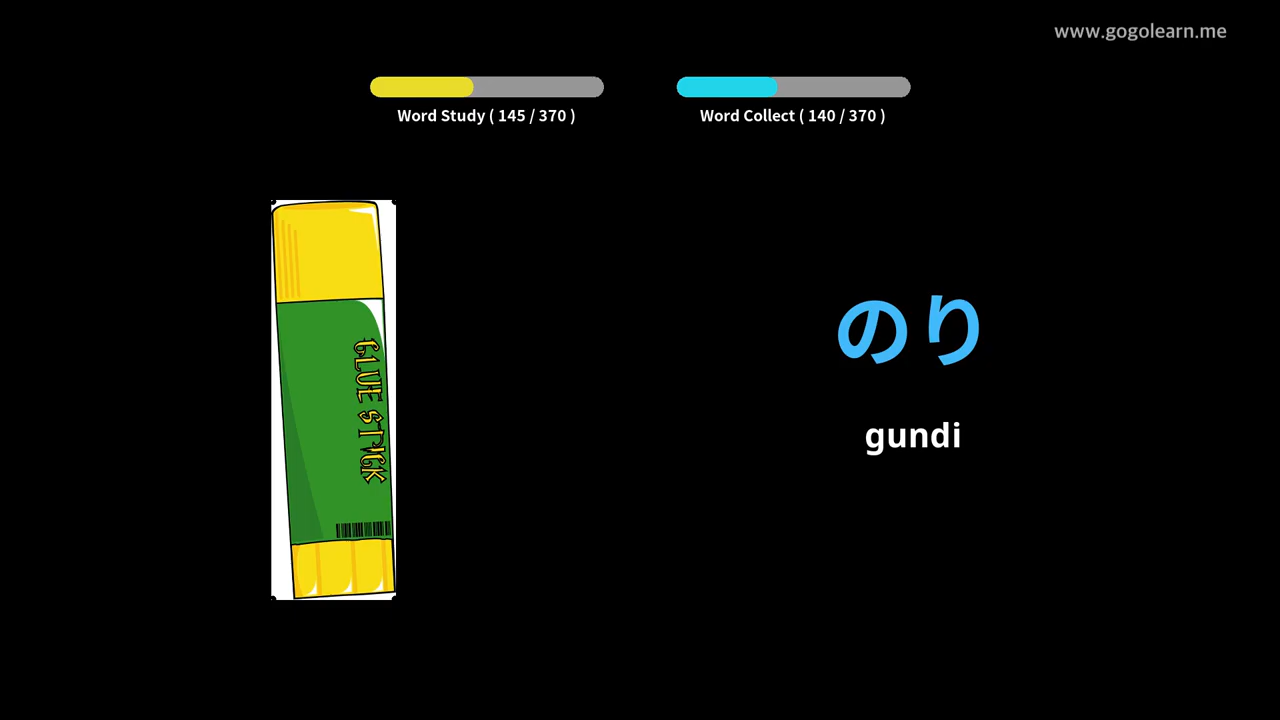 www.gogolearn.me
Word Study ( 145 / 370 )
Word Collect ( 140 / 370 )
GLUE STICK
のり
gundi